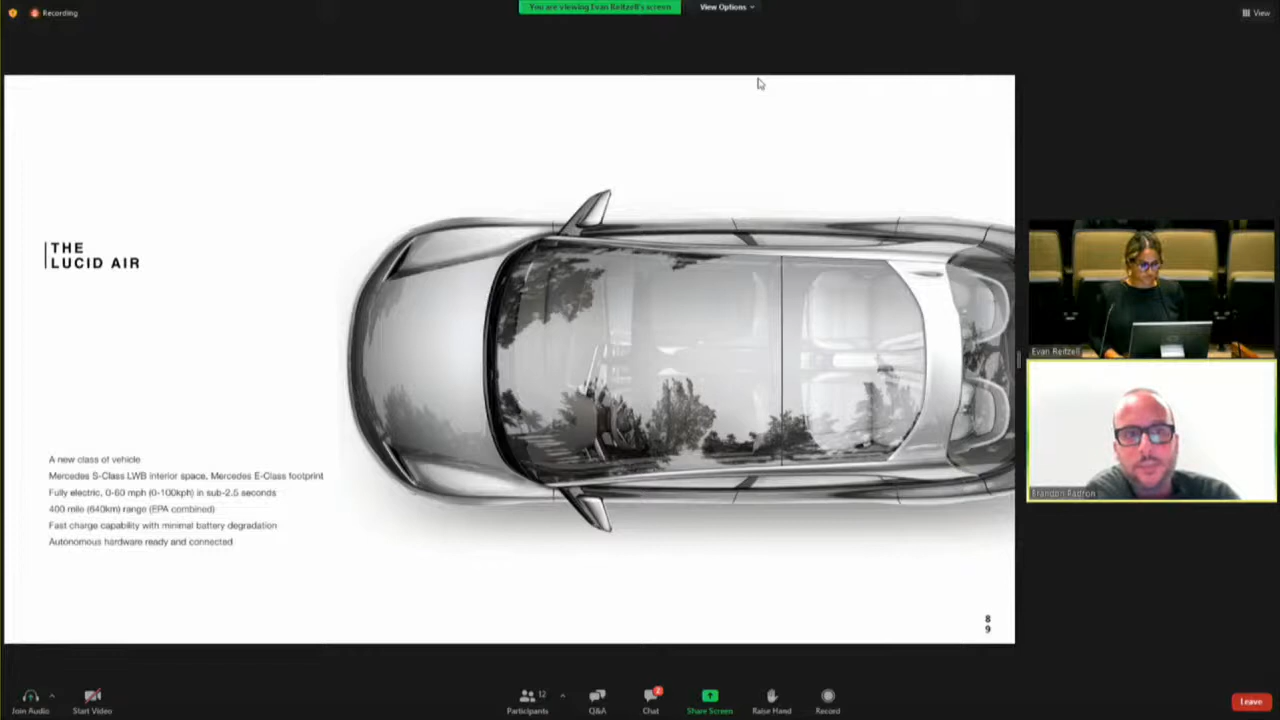 Recording
You are viewing Evan Reitzell's screen
View Options
View
THE
LUCID AIR
A new class of vehicle
Mercedes S-Class LWB interior space, Mercedes E-Class footprint
Fully electric, 0-60 mph (0-100kph) in sub-2.5 seconds
400 mile (640km) range (EPA combined)
Fast charge capability with minimal battery degradation
Autonomous hardware ready and connected
8
9
Evan Reitzell
Brandon Padron
Join Audio
Start Video
12
Participants
Q&A
2
Chat
Share Screen
Raise Hand
Record
Leave